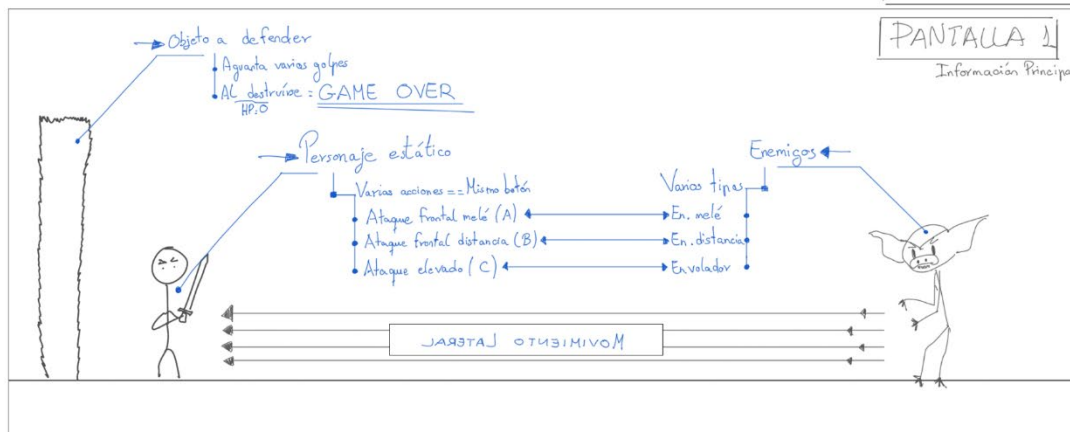 PANTALLA 1
Información Principa
Objeto a defender
Aguanta varios golpes
Al destruirse = GAME OVER
HP:0
Personaje estático
Varias acciones == Mismo botón
Ataque frontal melé (A)
Ataque frontal distancia (B)
Ataque elevado (C)
Enemigos
Varios tipos
En. melé
En. distancia
En volador
MOVIMIENTO LATERAL